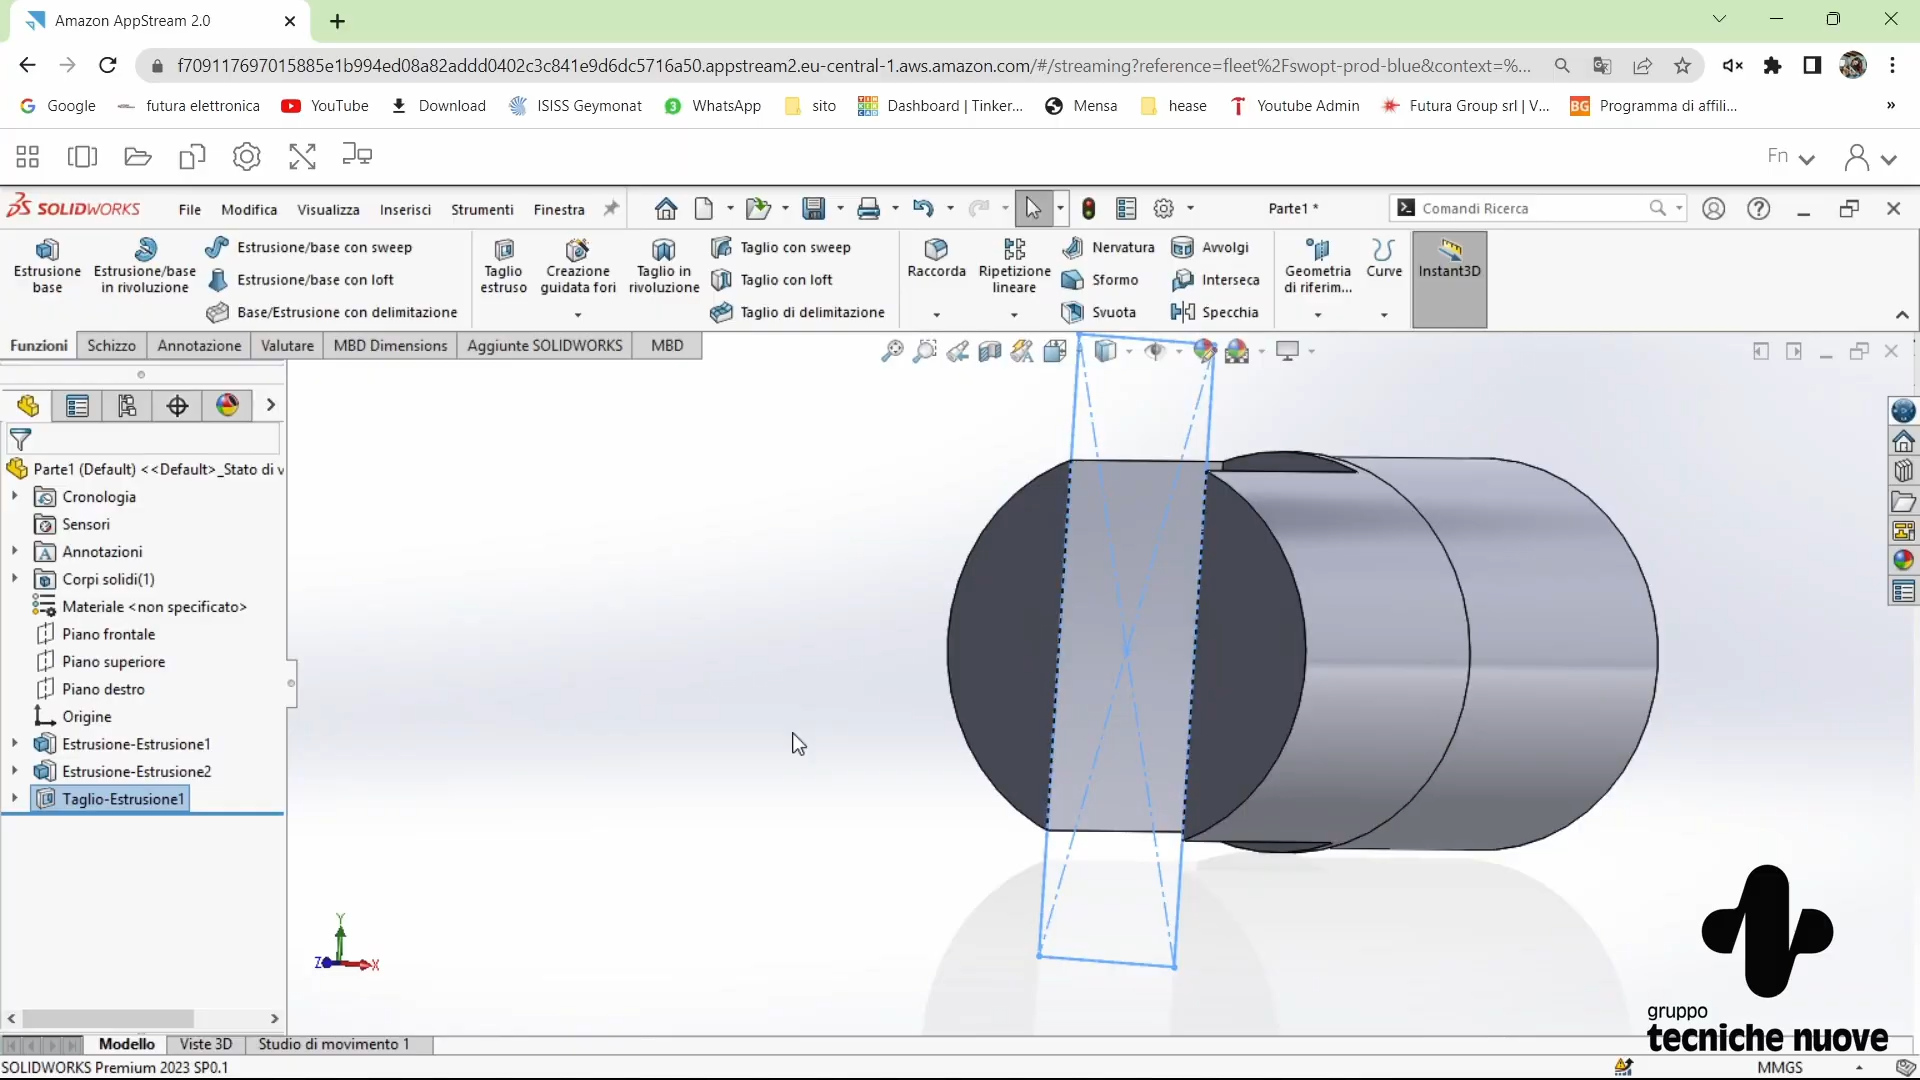 Amazon AppStream 2.0
f709117697015885e1b994ed08a82addd0402c3c841e9d6dc5716a50.appstream2.eu-central-1.aws.amazon.com/#/streaming?reference=fleet%2Fswopt-prod-blue&context=%...
Google futura elettronica YouTube Download ISISS Geymonat WhatsApp sito Dashboard | Tinker... Mensa hease Youtube Admin Futura Group srl | V... BG Programma di affili... »
Fn
SOLIDWORKS File Modifica Visualizza Inserisci Strumenti Finestra Parte1 * Comandi Ricerca
Estrusione base
Estrusione/base in rivoluzione
Estrusione/base con sweep
Estrusione/base con loft
Base/Estrusione con delimitazione
Taglio estruso
Creazione guidata fori
Taglio in rivoluzione
Taglio con sweep
Taglio con loft
Taglio di delimitazione
Raccorda
Ripetizione lineare
Nervatura
Sformo
Svuota
Avvolgi
Interseca
Specchia
Geometria di riferim...
Curve
Instant3D
Funzioni Schizzo Annotazione Valutare MBD Dimensions Aggiunte SOLIDWORKS MBD
Parte1 (Default) <<Default>_Stato di v
Cronologia
Sensori
Annotazioni
Corpi solidi(1)
Materiale <non specificato>
Piano frontale
Piano superiore
Piano destro
Origine
Estrusione-Estrusione1
Estrusione-Estrusione2
Taglio-Estrusione1
Y
Z X
gruppo
tecniche nuove
Modello Viste 3D Studio di movimento 1
SOLIDWORKS Premium 2023 SP0.1 MMGS